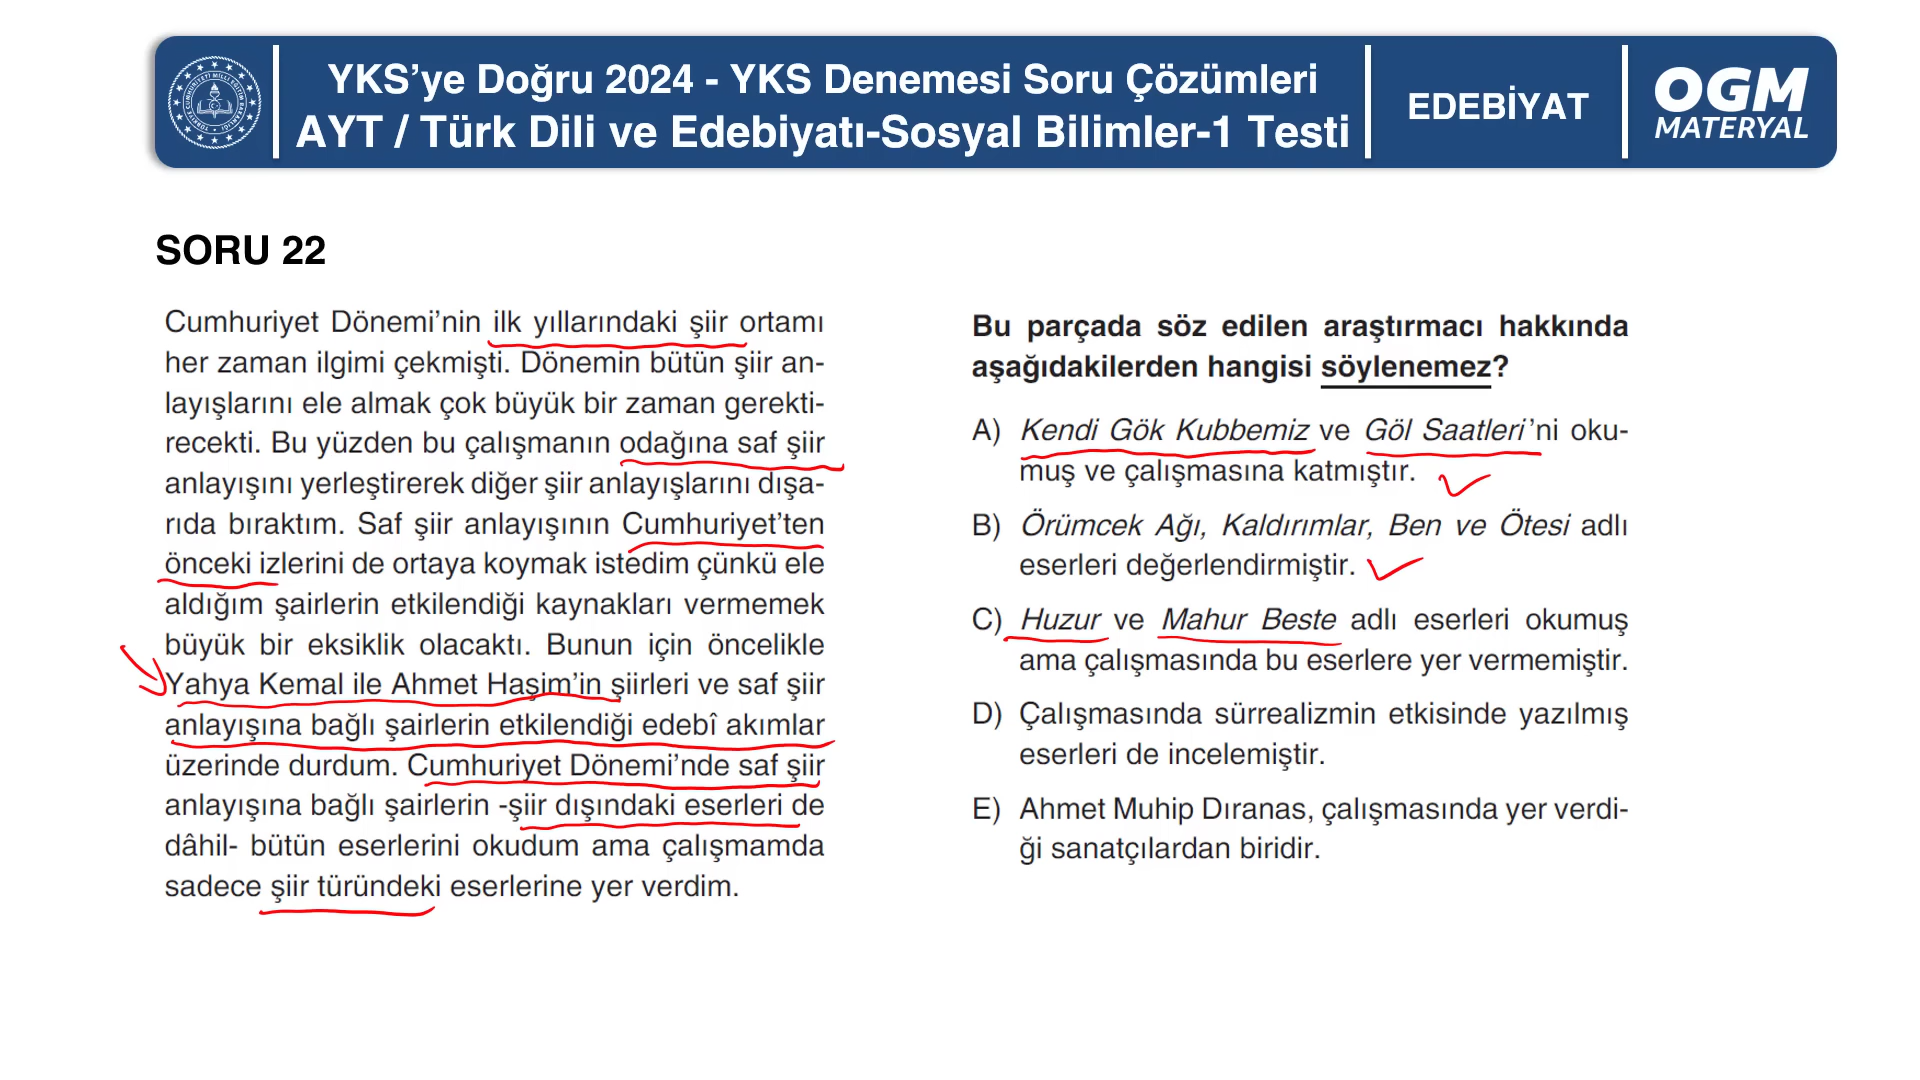 YKS’ye Doğru 2024 - YKS Denemesi Soru Çözümleri
AYT / Türk Dili ve Edebiyatı-Sosyal Bilimler-1 Testi
EDEBİYAT
OGM
MATERYAL
SORU 22
Cumhuriyet Dönemi’nin ilk yıllarındaki şiir ortamı
her zaman ilgimi çekmişti. Dönemin bütün şiir an-
layışlarını ele almak çok büyük bir zaman gerekti-
recekti. Bu yüzden bu çalışmanın odağına saf şiir
anlayışını yerleştirerek diğer şiir anlayışlarını dışa-
rıda bıraktım. Saf şiir anlayışının Cumhuriyet’ten
önceki izlerini de ortaya koymak istedim çünkü ele
aldığım şairlerin etkilendiği kaynakları vermemek
büyük bir eksiklik olacaktı. Bunun için öncelikle
Yahya Kemal ile Ahmet Haşim’in şiirleri ve saf şiir
anlayışına bağlı şairlerin etkilendiği edebî akımlar
üzerinde durdum. Cumhuriyet Dönemi’nde saf şiir
anlayışına bağlı şairlerin -şiir dışındaki eserleri de
dâhil- bütün eserlerini okudum ama çalışmamda
sadece şiir türündeki eserlerine yer verdim.
Bu parçada söz edilen araştırmacı hakkında
aşağıdakilerden hangisi söylenemez?
A) Kendi Gök Kubbemiz ve Göl Saatleri’ni oku-
muş ve çalışmasına katmıştır.
B) Örümcek Ağı, Kaldırımlar, Ben ve Ötesi adlı
eserleri değerlendirmiştir.
C) Huzur ve Mahur Beste adlı eserleri okumuş
ama çalışmasında bu eserlere yer vermemiştir.
D) Çalışmasında sürrealizmin etkisinde yazılmış
eserleri de incelemiştir.
E) Ahmet Muhip Dıranas, çalışmasında yer verdi-
ği sanatçılardan biridir.